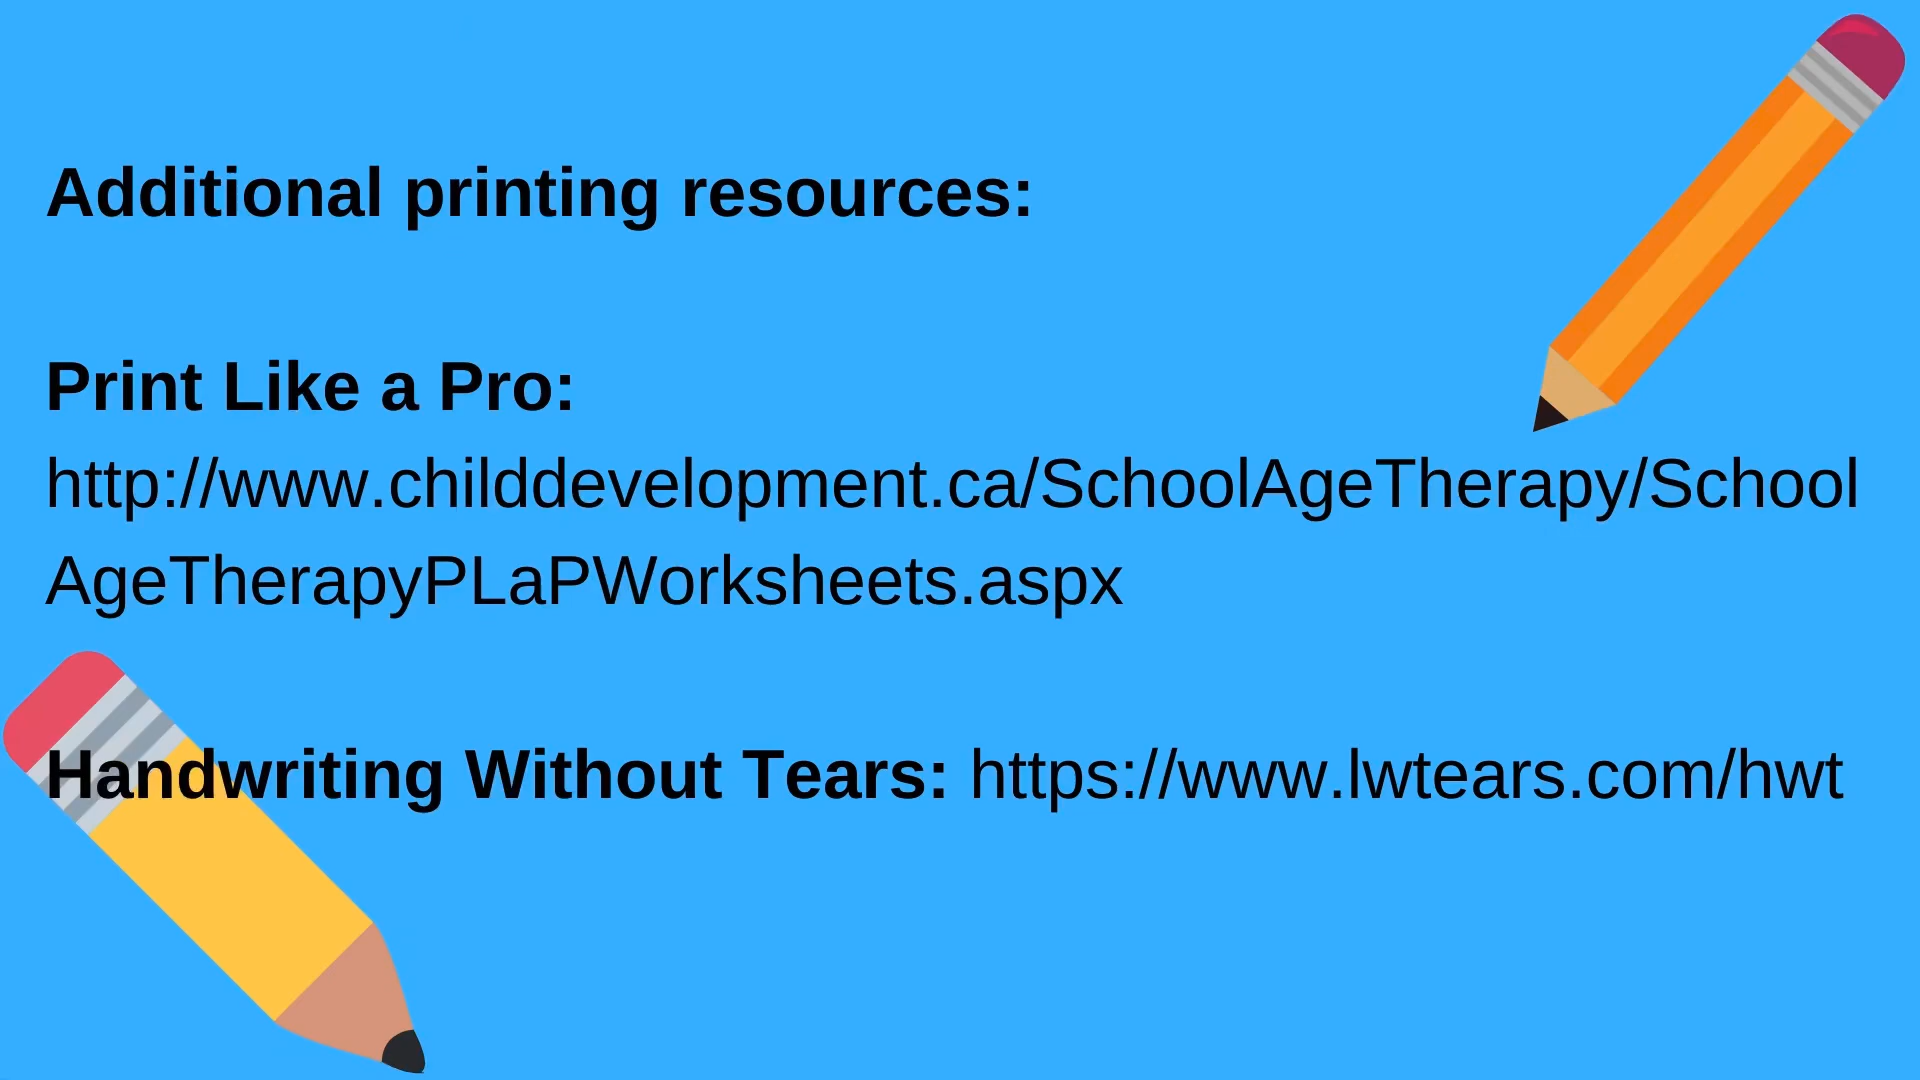 Additional printing resources:
Print Like a Pro:
http://www.childdevelopment.ca/SchoolAgeTherapy/School
AgeTherapyPLaPWorksheets.aspx
Handwriting Without Tears: https://www.lwtears.com/hwt